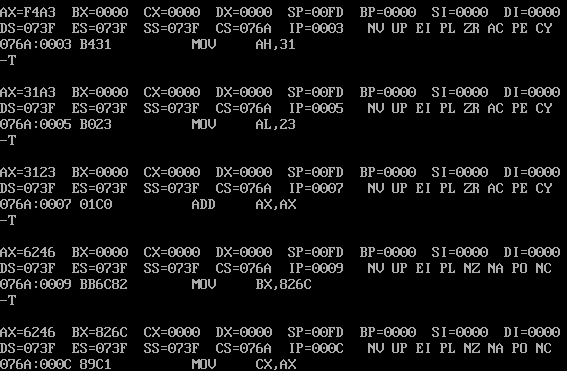 AX=F4A3  BX=0000  CX=0000  DX=0000  SP=00FD  BP=0000  SI=0000  DI=0000
DS=073F  ES=073F  SS=073F  CS=076A  IP=0003   NV UP EI PL ZR AC PE CY
076A:0003 B431          MOV     AH,31
-T
AX=31A3  BX=0000  CX=0000  DX=0000  SP=00FD  BP=0000  SI=0000  DI=0000
DS=073F  ES=073F  SS=073F  CS=076A  IP=0005   NV UP EI PL ZR AC PE CY
076A:0005 B023          MOV     AL,23
-T
AX=3123  BX=0000  CX=0000  DX=0000  SP=00FD  BP=0000  SI=0000  DI=0000
DS=073F  ES=073F  SS=073F  CS=076A  IP=0007   NV UP EI PL ZR AC PE CY
076A:0007 01C0          ADD     AX,AX
-T
AX=6246  BX=0000  CX=0000  DX=0000  SP=00FD  BP=0000  SI=0000  DI=0000
DS=073F  ES=073F  SS=073F  CS=076A  IP=0009   NV UP EI PL NZ NA PO NC
076A:0009 BB6C82        MOV     BX,826C
-T
AX=6246  BX=826C  CX=0000  DX=0000  SP=00FD  BP=0000  SI=0000  DI=0000
DS=073F  ES=073F  SS=073F  CS=076A  IP=000C   NV UP EI PL NZ NA PO NC
076A:000C 89C1          MOV     CX,AX